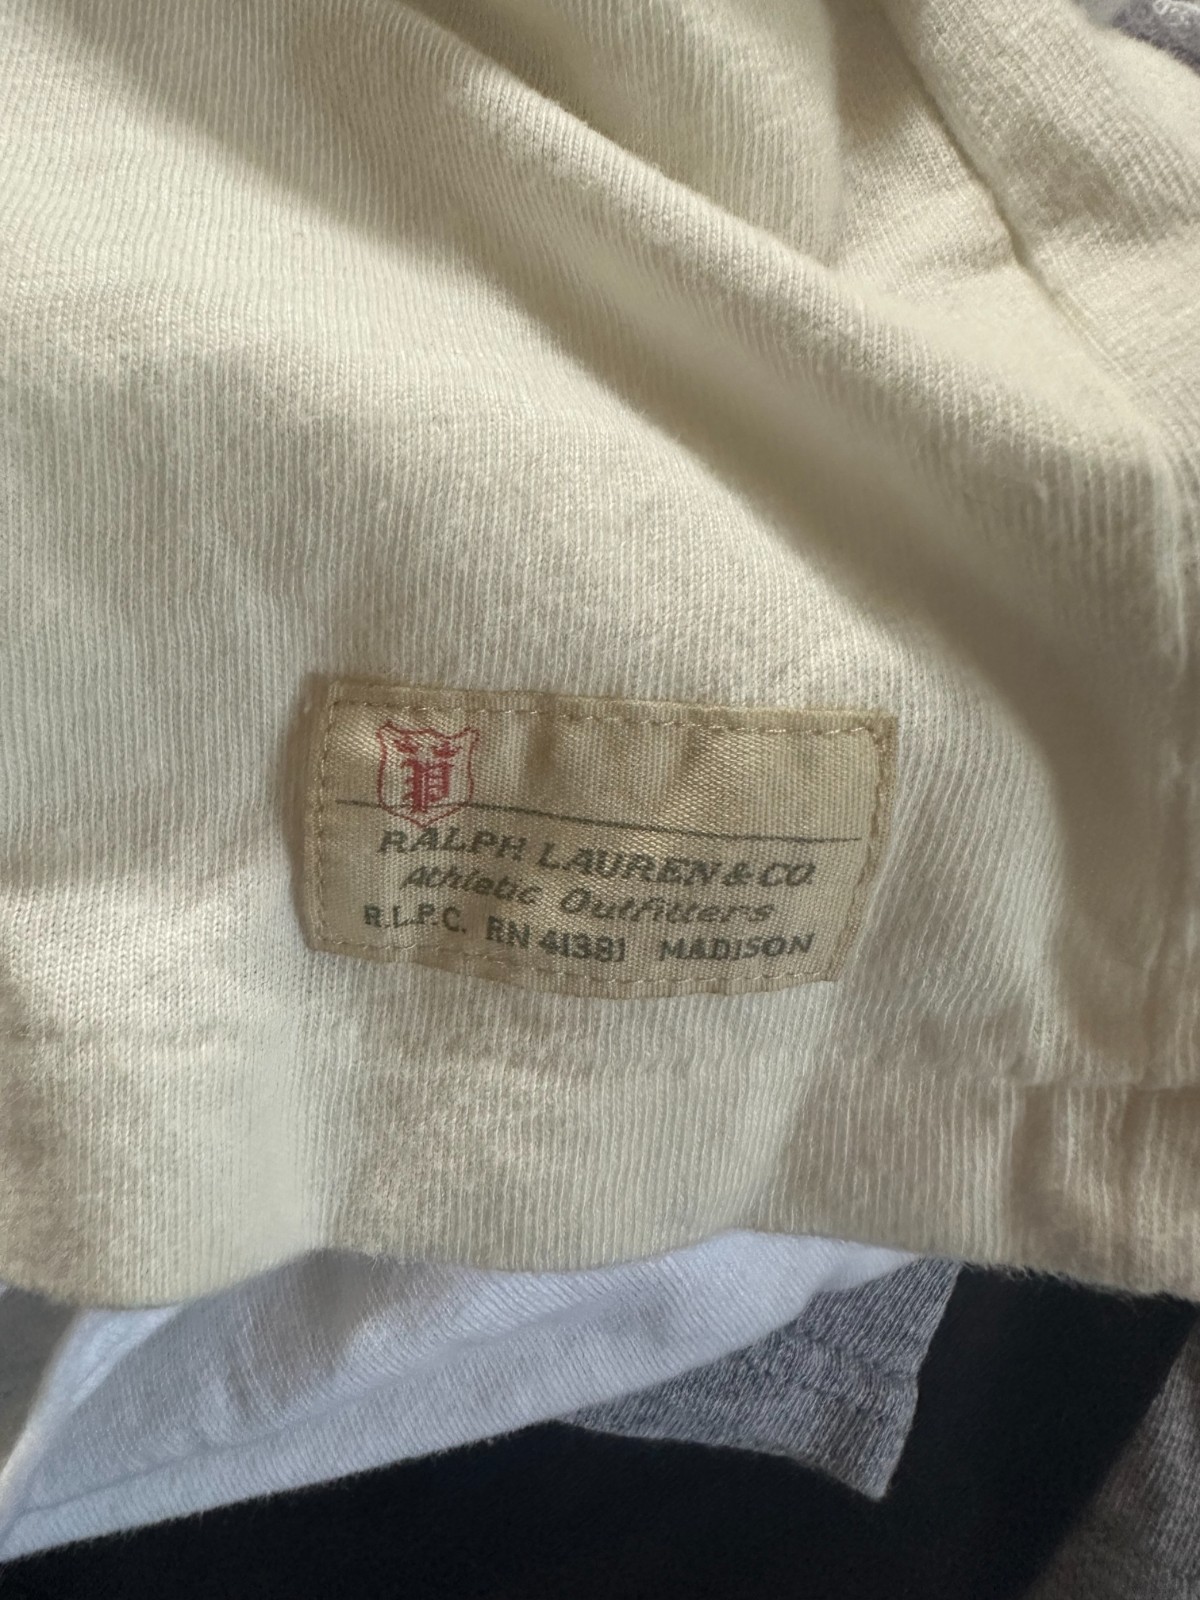 P
RALPH LAUREN & CO.
Athletic Outfitters
R.L.P.C. RN 41381 MADISON